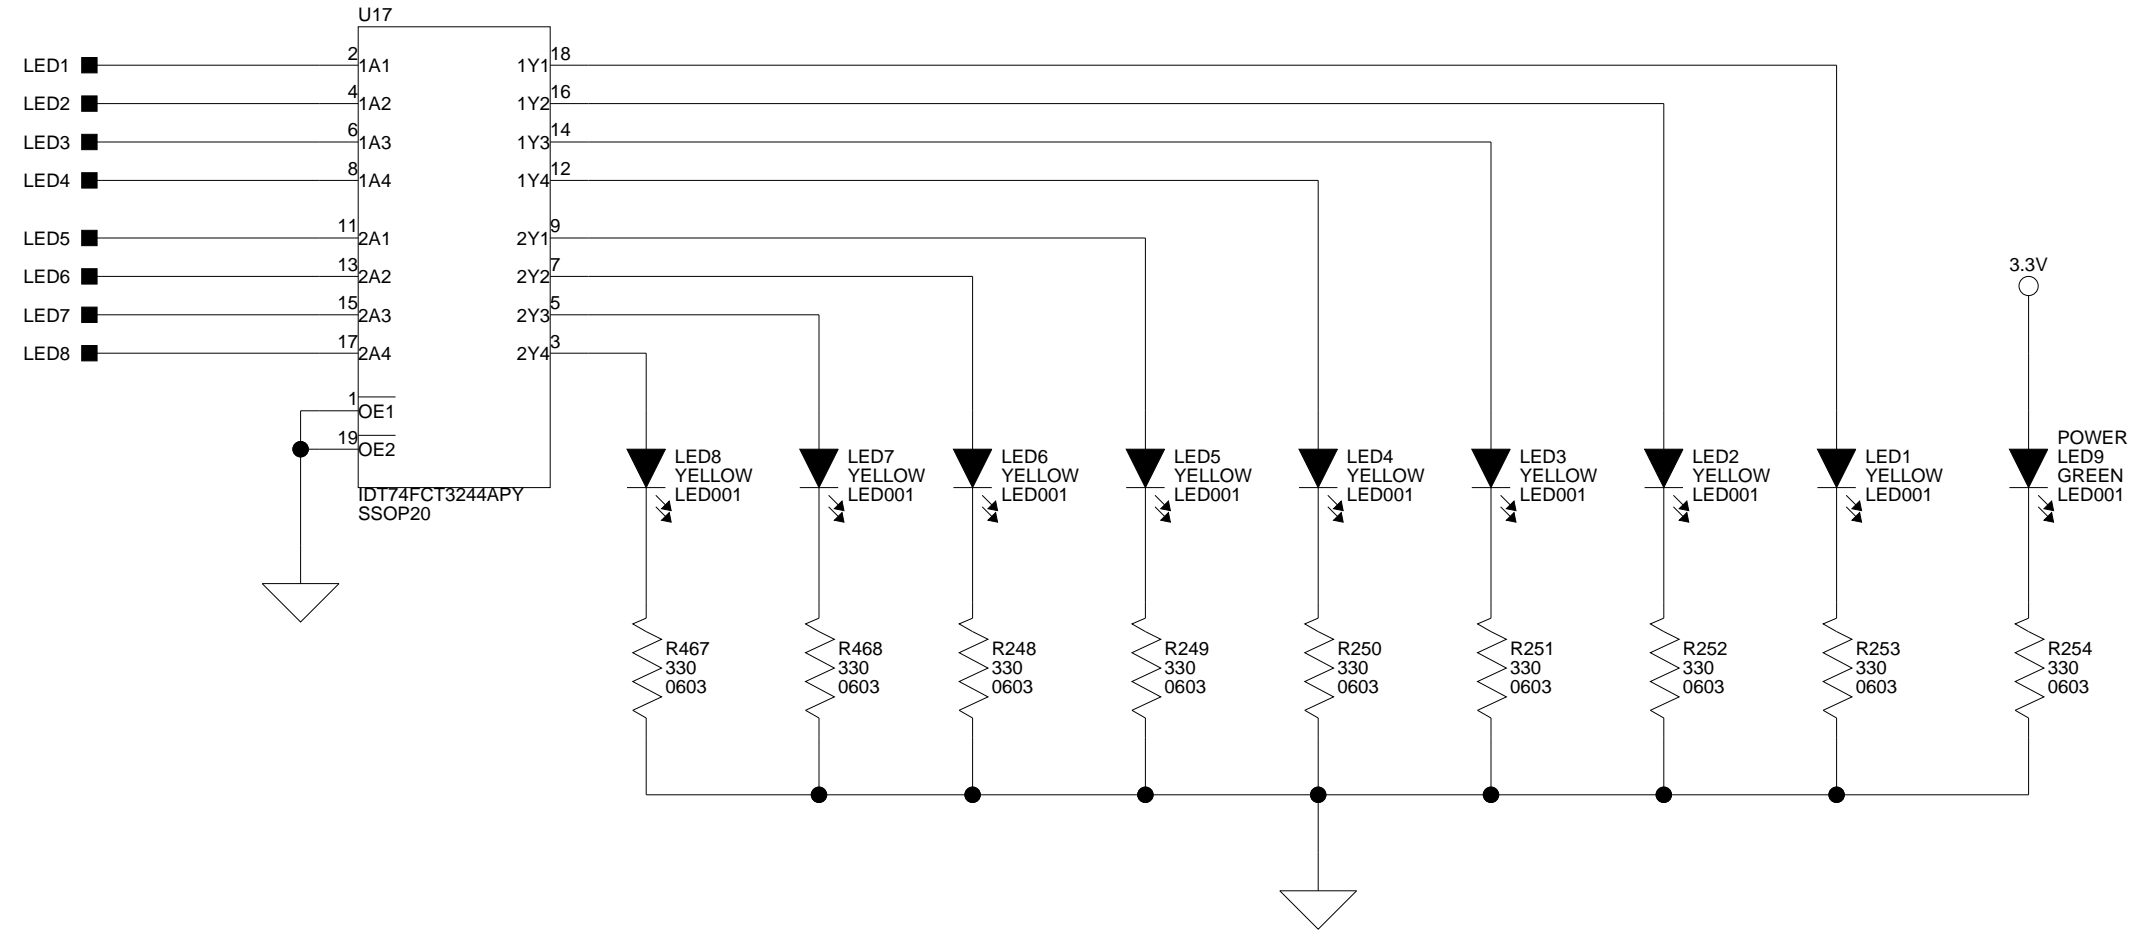 U17
LED1
2
1A1
1Y1
18
LED2
4
1A2
1Y2
16
LED3
6
1A3
1Y3
14
LED4
8
1A4
1Y4
12
LED5
11
2A1
2Y1
9
LED6
13
2A2
2Y2
7
LED7
15
2A3
2Y3
5
LED8
17
2A4
2Y4
3
1
OE1
19
OE2
IDT74FCT3244APY
SSOP20
3.3V
LED8
YELLOW
LED001
LED7
YELLOW
LED001
LED6
YELLOW
LED001
LED5
YELLOW
LED001
LED4
YELLOW
LED001
LED3
YELLOW
LED001
LED2
YELLOW
LED001
LED1
YELLOW
LED001
POWER
LED9
GREEN
LED001
R467
330
0603
R468
330
0603
R248
330
0603
R249
330
0603
R250
330
0603
R251
330
0603
R252
330
0603
R253
330
0603
R254
330
0603